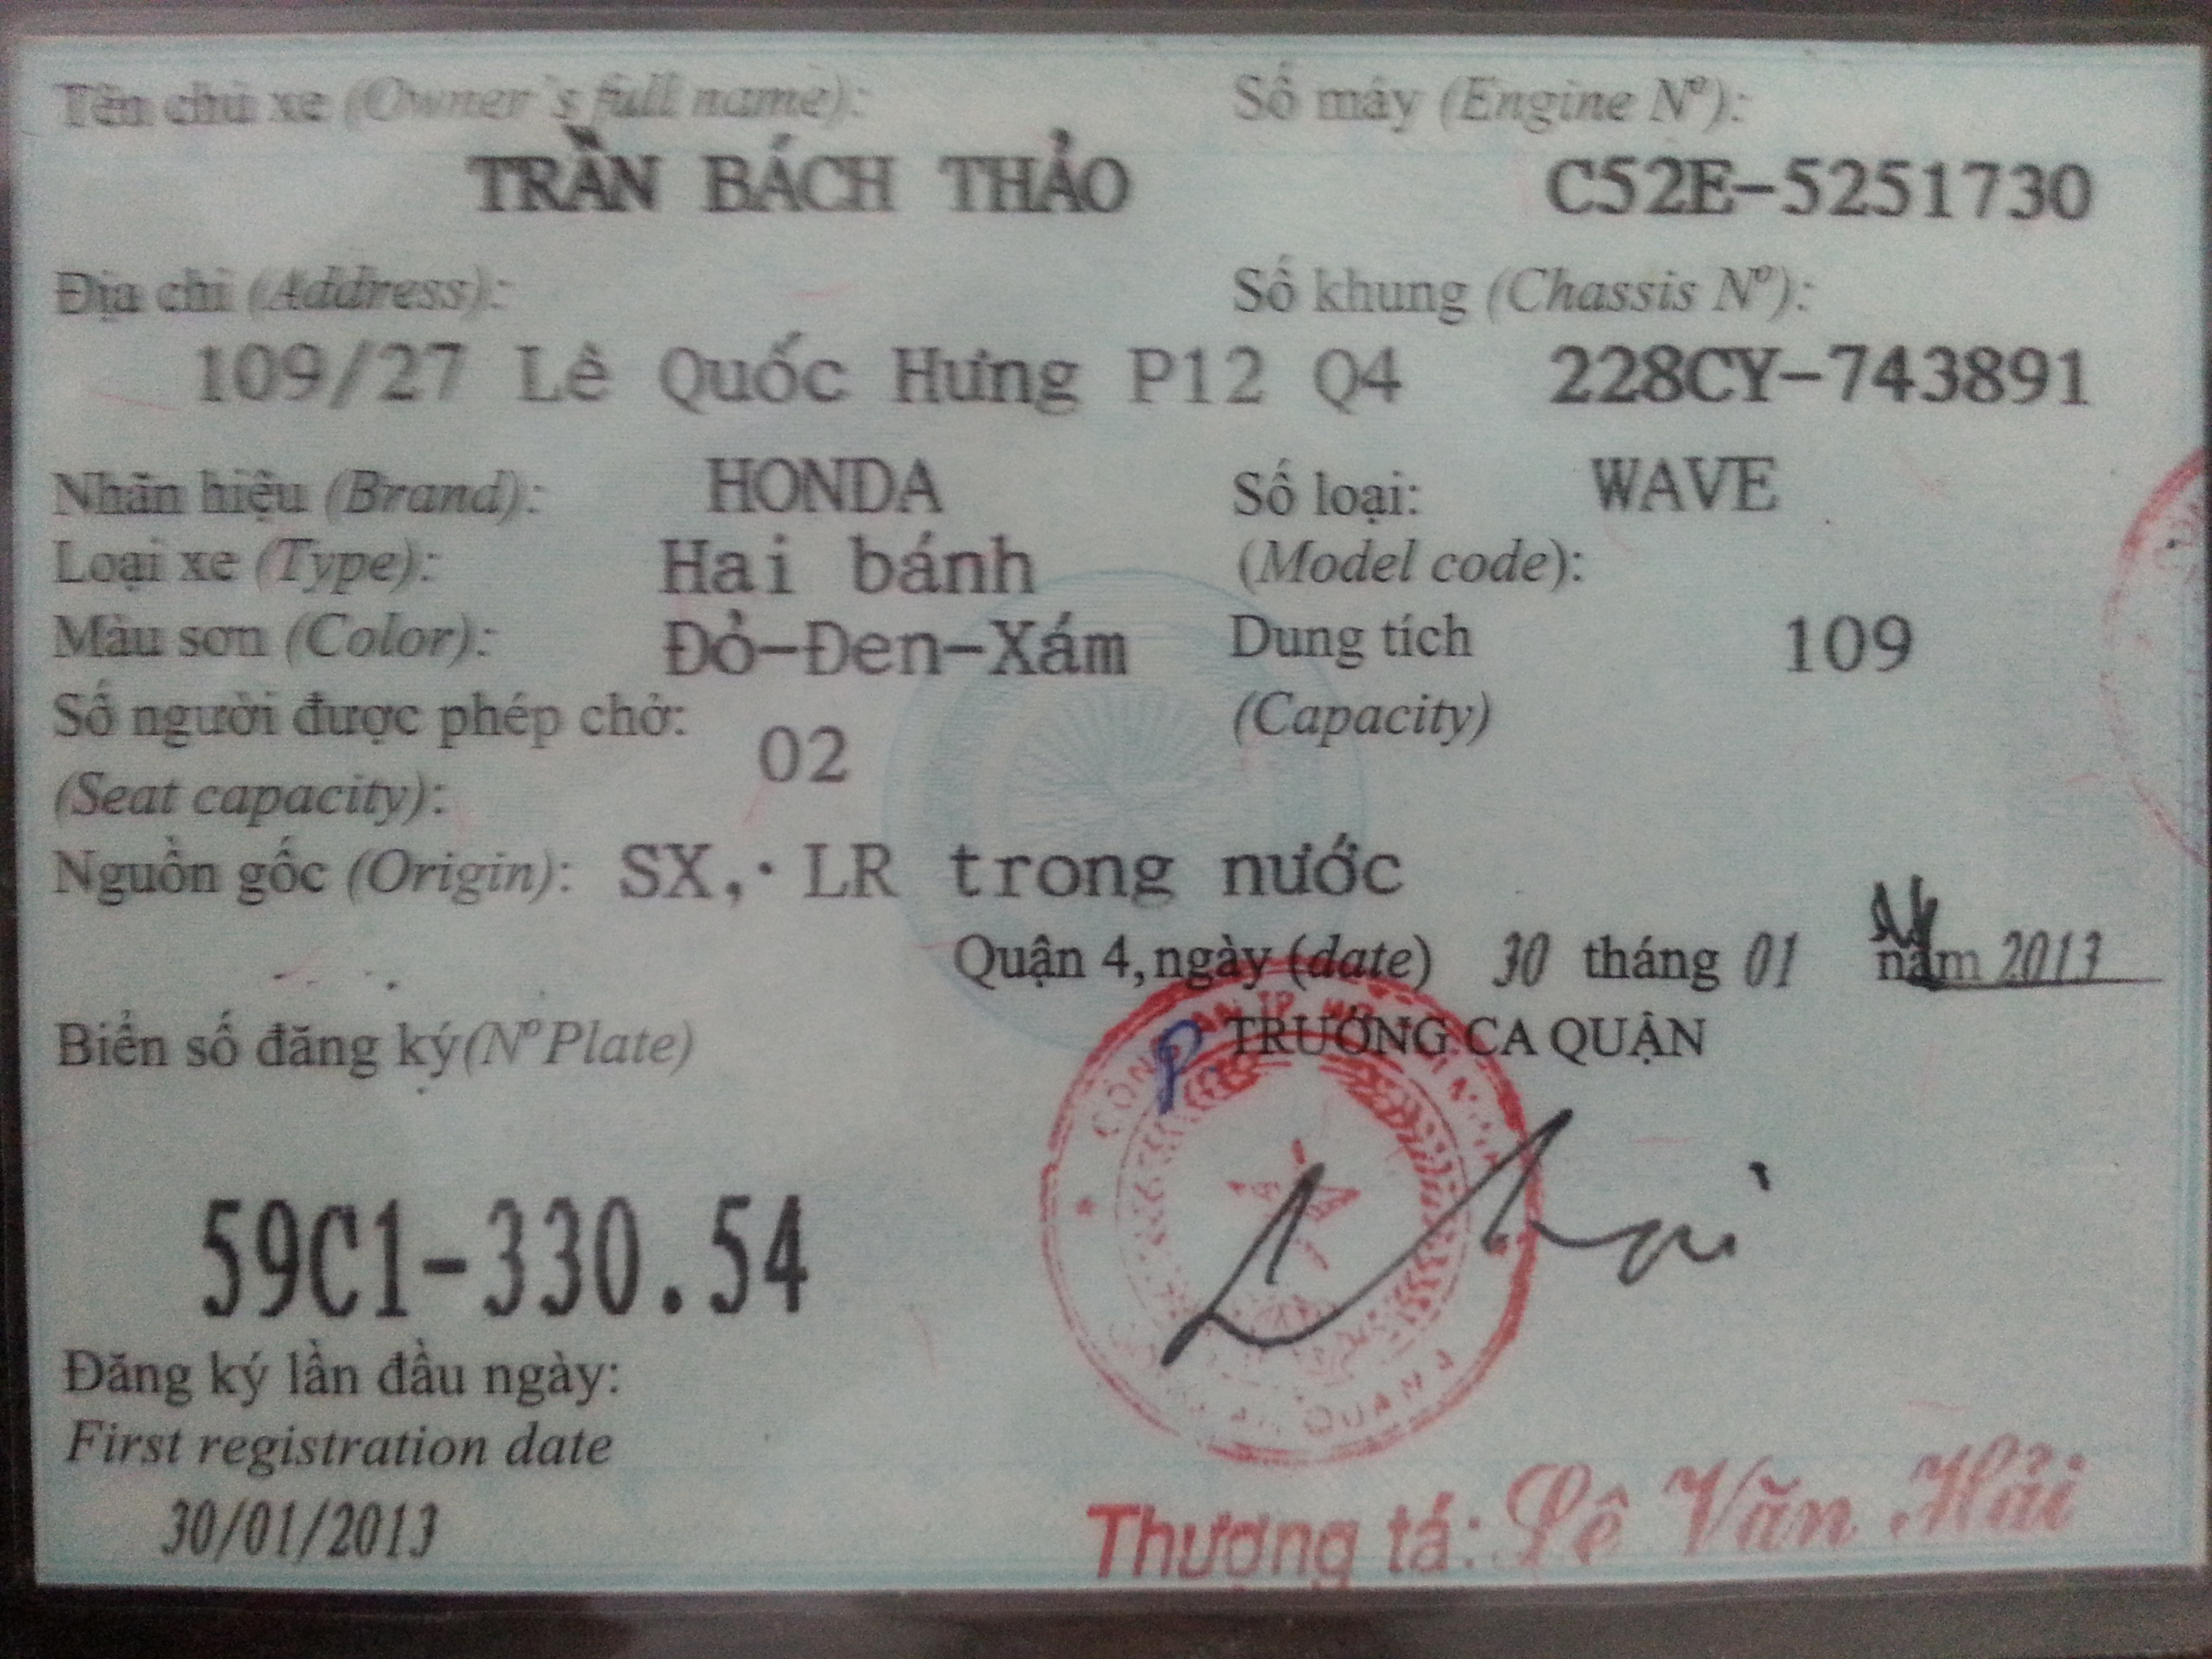 Tên chủ xe (Owner's full name): Số máy (Engine Nº):
TRẦN BÁCH THẢO C52E-5251730
Địa chỉ (Address): Số khung (Chassis Nº):
109/27 Lê Quốc Hưng P12 Q4 228CY-743891
Nhãn hiệu (Brand): HONDA Số loại: WAVE
Loại xe (Type): Hai bánh (Model code):
Màu sơn (Color): Đỏ-Đen-Xám Dung tích 109
Số người được phép chở: (Capacity)
(Seat capacity): 02
Nguồn gốc (Origin): SX, LR trong nước
Quận 4, ngày (date) 30 tháng 01 năm 2013
Biển số đăng ký (Nº Plate) TRƯỞNG CA QUẬN
59C1-330.54
CÔNG AN
QUẬN 4
Đăng ký lần đầu ngày:
First registration date
30/01/2013
Thượng tá: Lê Văn Hải